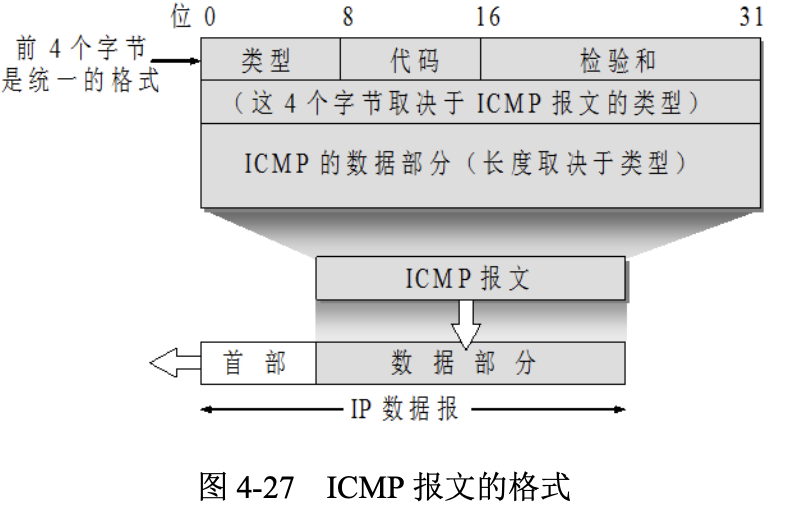 位 0 8 16 31
前 4 个字节
是统一的格式
类型 代码 检验和
（这 4 个字节取决于 ICMP 报文的类型）
ICMP 的数据部分（长度取决于类型）
ICMP 报文
首部 数据部分
IP 数据报
图 4-27 ICMP 报文的格式